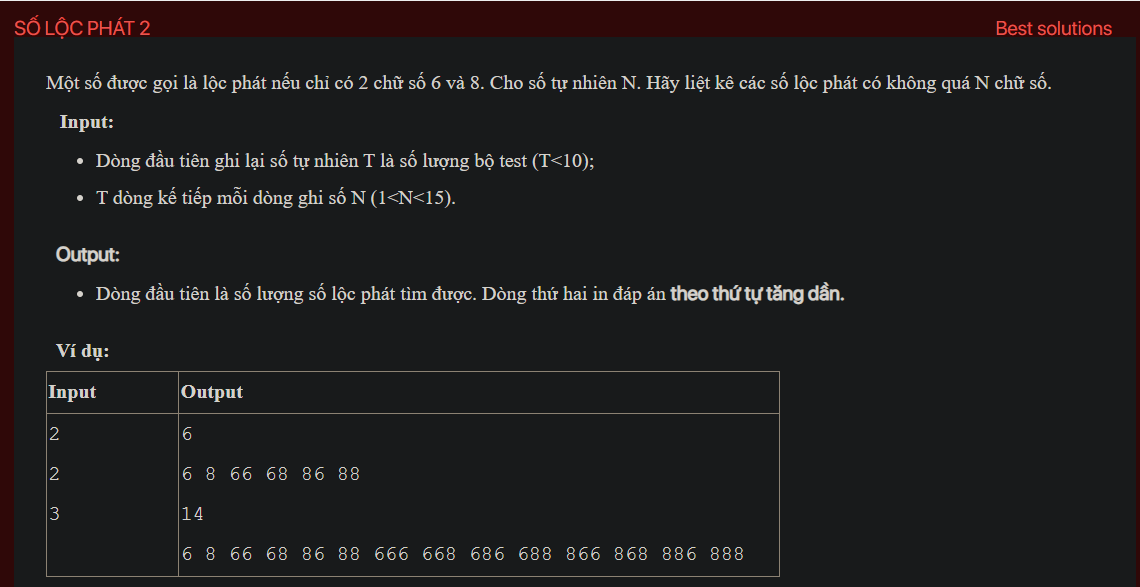 SỐ LỘC PHÁT 2
Best solutions
Một số được gọi là lộc phát nếu chỉ có 2 chữ số 6 và 8. Cho số tự nhiên N. Hãy liệt kê các số lộc phát có không quá N chữ số.
Input:
• Dòng đầu tiên ghi lại số tự nhiên T là số lượng bộ test (T<10);
• T dòng kế tiếp mỗi dòng ghi số N (1<N<15).
Output:
• Dòng đầu tiên là số lượng số lộc phát tìm được. Dòng thứ hai in đáp án theo thứ tự tăng dần.
Ví dụ:
Input Output
2 6
2 6 8 66 68 86 88
3 14
6 8 66 68 86 88 666 668 686 688 866 868 886 888